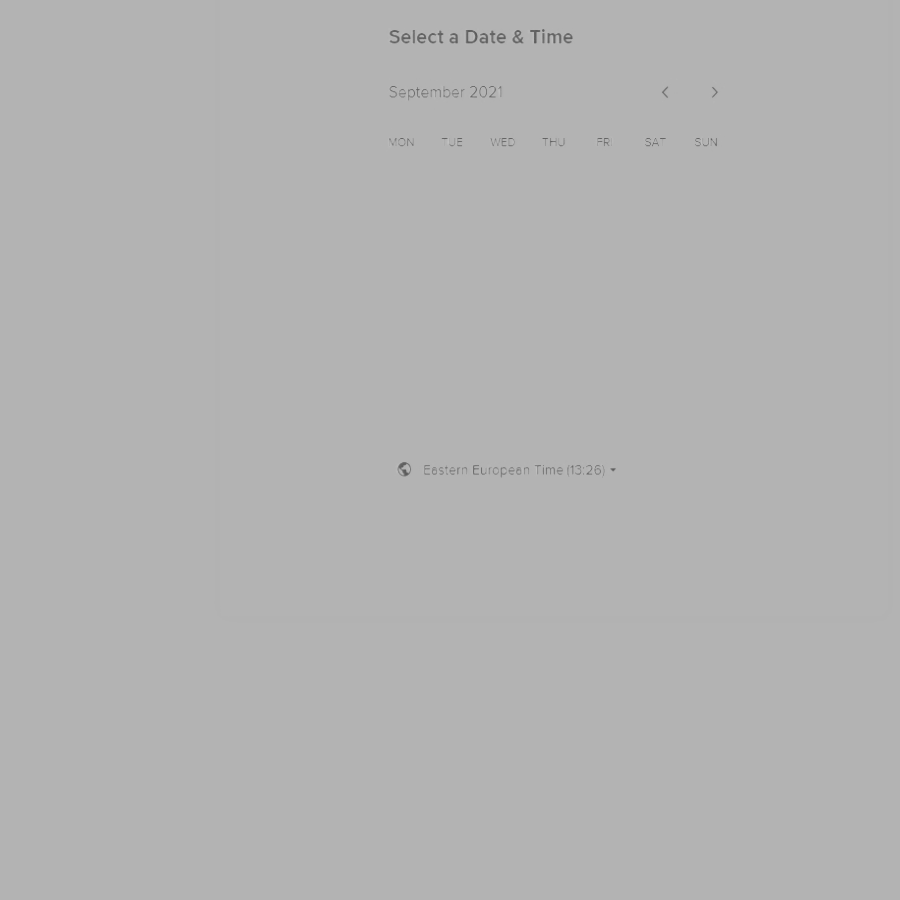 Select a Date & Time
September 2021
MON TUE WED THU FRI SAT SUN
Eastern European Time (13:26)